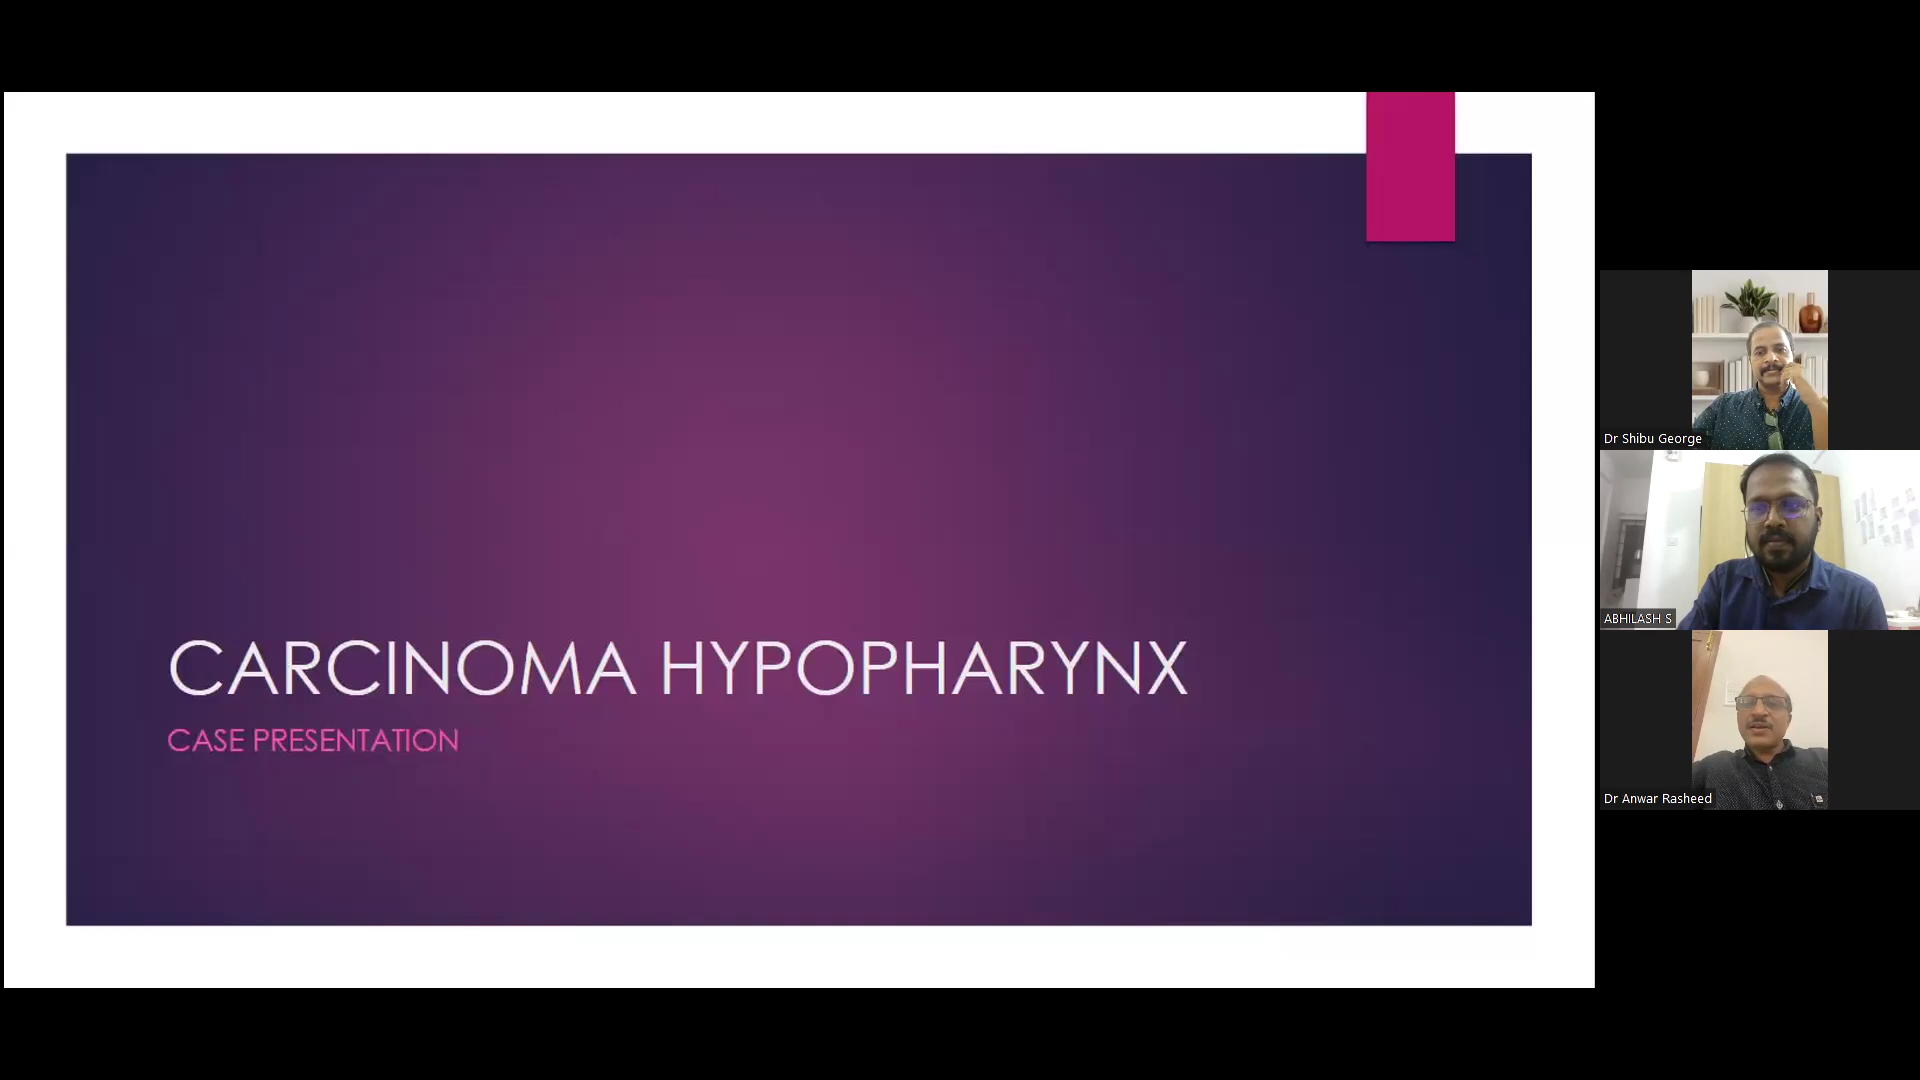 CARCINOMA HYPOPHARYNX
CASE PRESENTATION
Dr Shibu George
ABHILASH S
Dr Anwar Rasheed